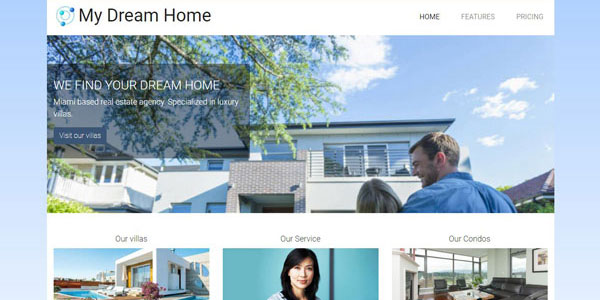 My Dream Home
HOME FEATURES PRICING
WE FIND YOUR DREAM HOME
Miami based real estate agency. Specialized in luxury
villas.
Visit our villas
Our villas Our Service Our Condos